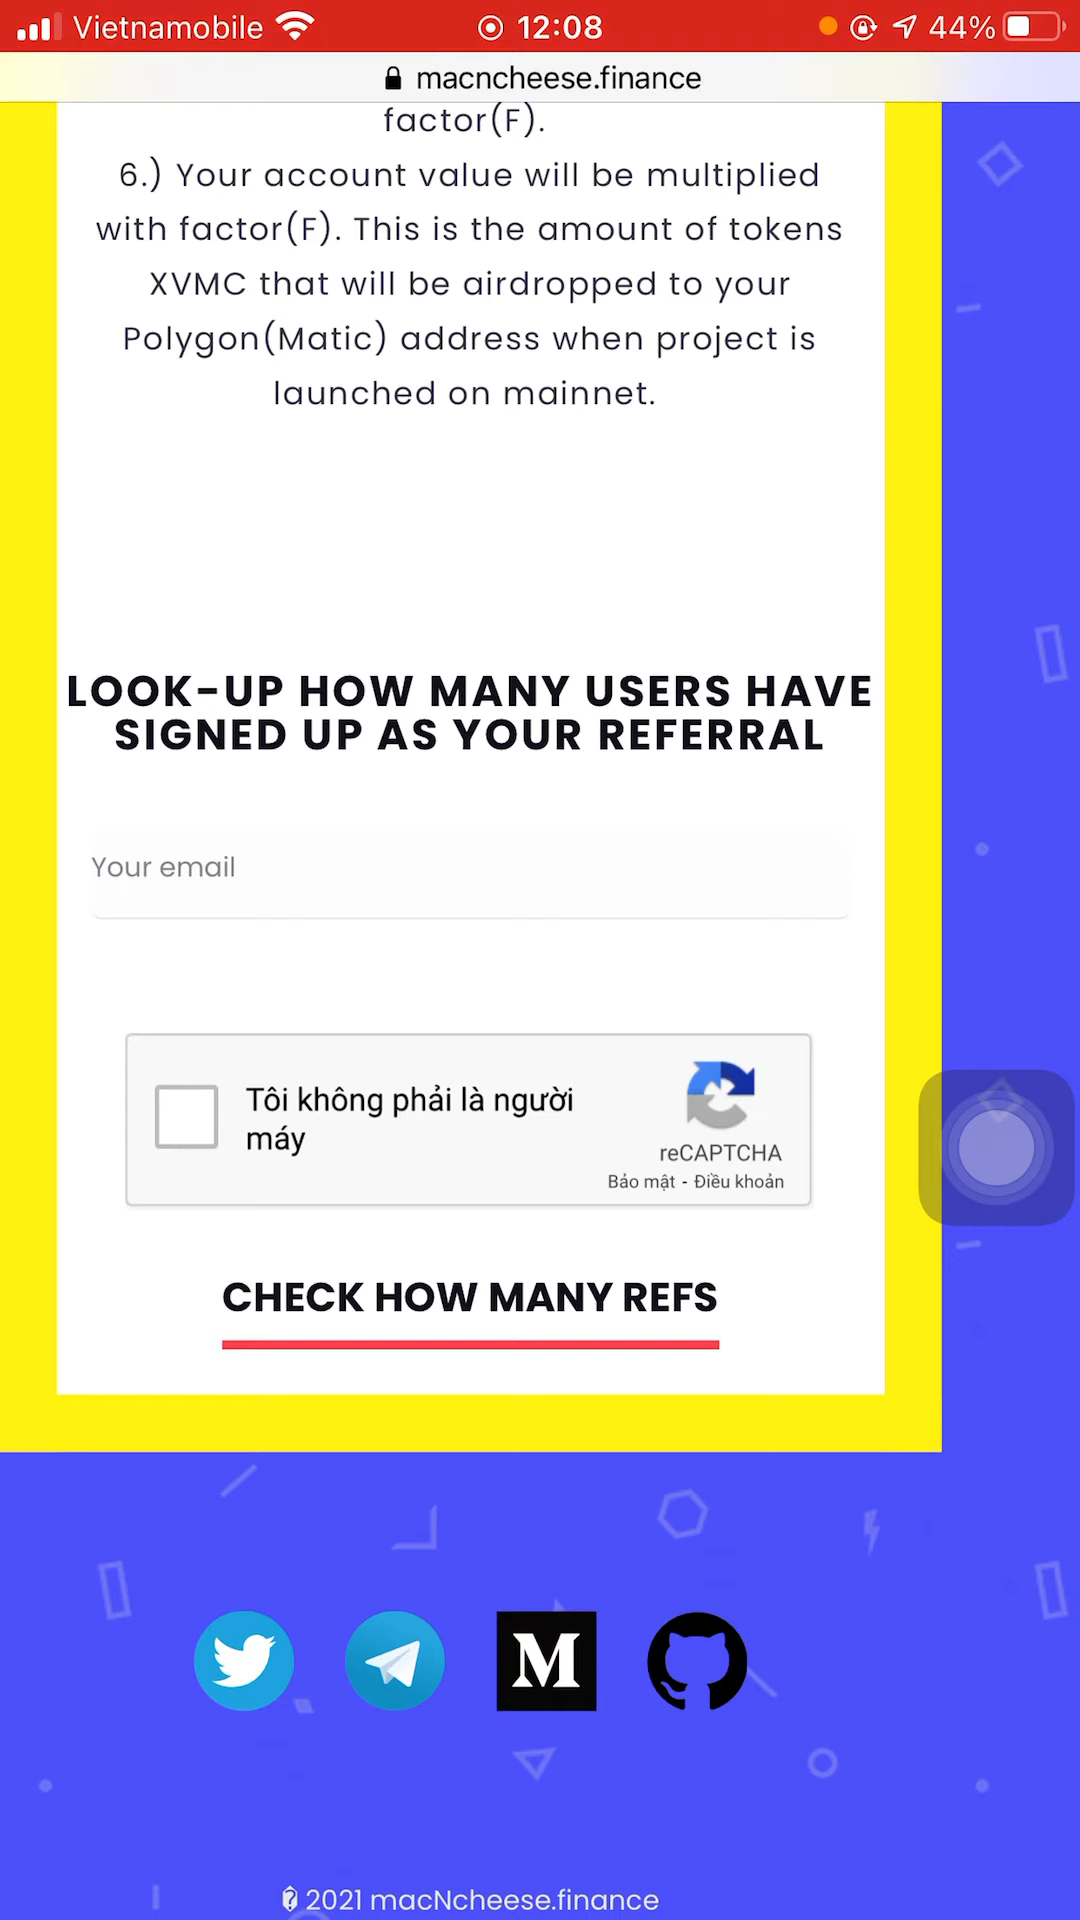 Vietnamobile 12:08 44%
macncheese.finance
factor(F).
6.) Your account value will be multiplied
with factor(F). This is the amount of tokens
XVMC that will be airdropped to your
Polygon(Matic) address when project is
launched on mainnet.
LOOK-UP HOW MANY USERS HAVE
SIGNED UP AS YOUR REFERRAL
Your email
Tôi không phải là người
máy
reCAPTCHA
Bảo mật - Điều khoản
CHECK HOW MANY REFS
M
� 2021 macNcheese.finance